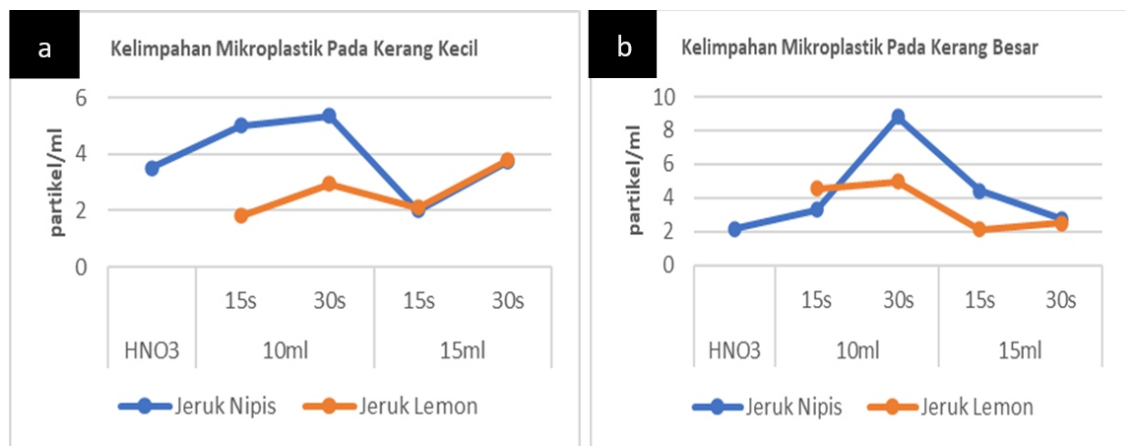 a
Kelimpahan Mikroplastik Pada Kerang Kecil
partikel/ml
6
4
2
0
15s 30s 15s 30s
HNO3 10ml 15ml
Jeruk Nipis Jeruk Lemon
b
Kelimpahan Mikroplastik Pada Kerang Besar
partikel/ml
10
8
6
4
2
0
15s 30s 15s 30s
HNO3 10ml 15ml
Jeruk Nipis Jeruk Lemon